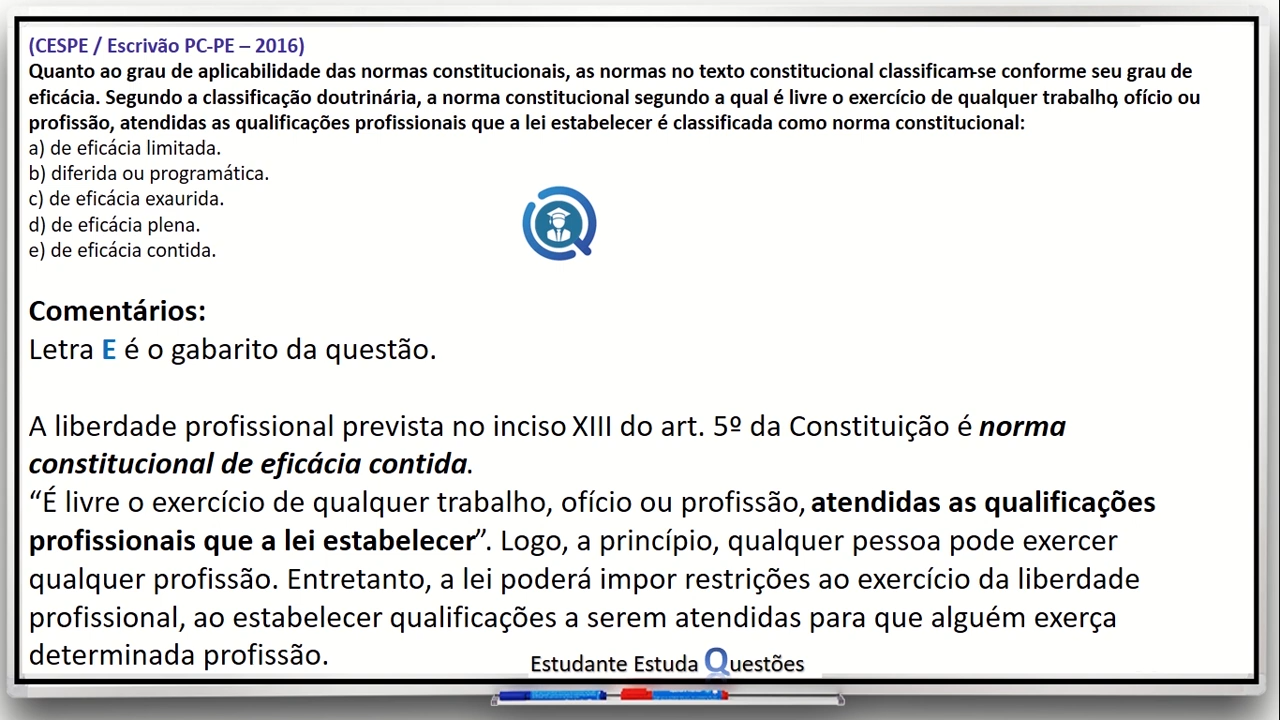 (CESPE / Escrivão PC-PE – 2016)
Quanto ao grau de aplicabilidade das normas constitucionais, as normas no texto constitucional classificam-se conforme seu grau de
eficácia. Segundo a classificação doutrinária, a norma constitucional segundo a qual é livre o exercício de qualquer trabalho, ofício ou
profissão, atendidas as qualificações profissionais que a lei estabelecer é classificada como norma constitucional:
a) de eficácia limitada.
b) diferida ou programática.
c) de eficácia exaurida.
d) de eficácia plena.
e) de eficácia contida.
Comentários:
Letra E é o gabarito da questão.
A liberdade profissional prevista no inciso XIII do art. 5º da Constituição é norma
constitucional de eficácia contida.
“É livre o exercício de qualquer trabalho, ofício ou profissão, atendidas as qualificações
profissionais que a lei estabelecer”. Logo, a princípio, qualquer pessoa pode exercer
qualquer profissão. Entretanto, a lei poderá impor restrições ao exercício da liberdade
profissional, ao estabelecer qualificações a serem atendidas para que alguém exerça
determinada profissão.
Estudante Estuda Questões